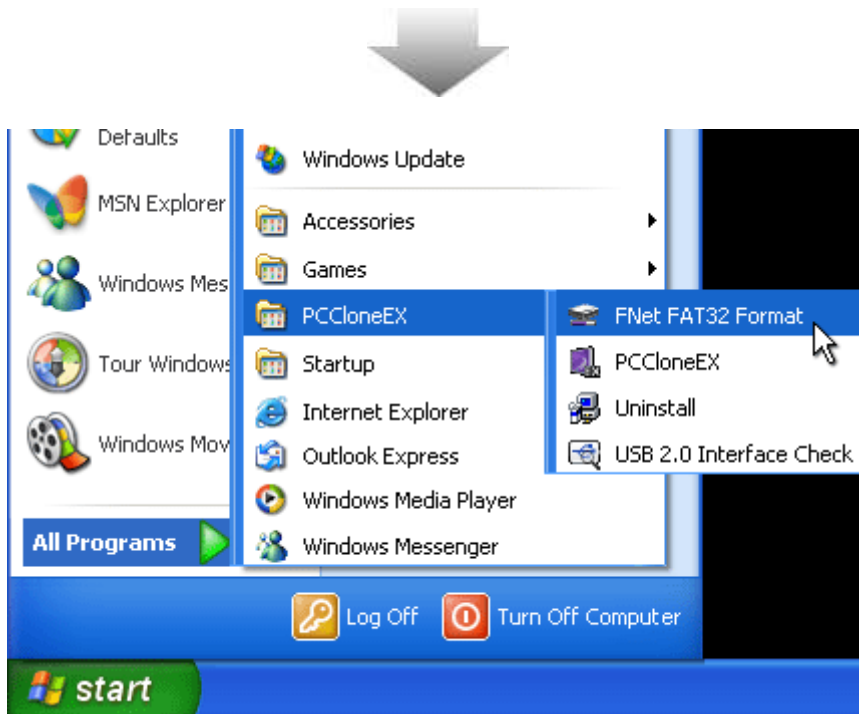 Defaults
MSN Explorer
Windows Mes
Tour Windows
Windows Mov
All Programs
Windows Update
Accessories
Games
PCCloneEX
Startup
Internet Explorer
Outlook Express
Windows Media Player
Windows Messenger
FNet FAT32 Format
PCCloneEX
Uninstall
USB 2.0 Interface Check
Log Off
Turn Off Computer
start